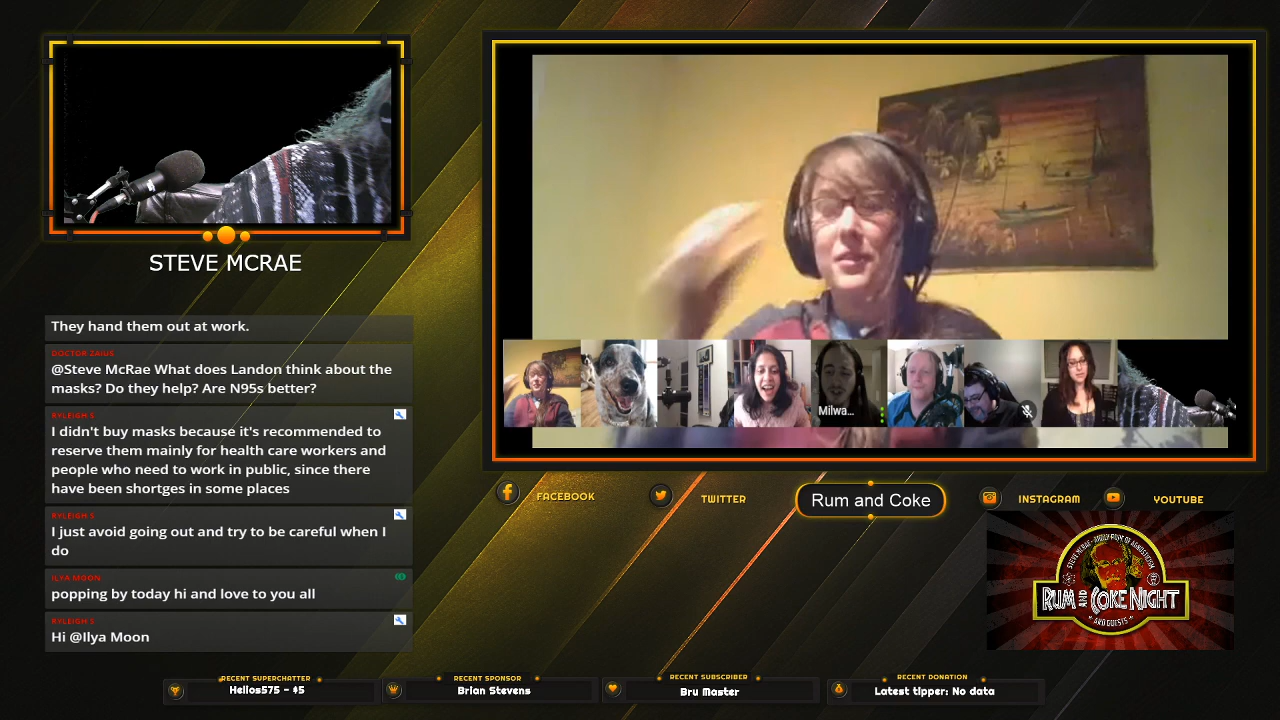 STEVE MCRAE
They hand them out at work.
DOCTOR ZAIUS
@Steve McRae What does Landon think about the
masks? Do they help? Are N95s better?
RYLEIGH S
I didn't buy masks because it's recommended to
reserve them mainly for health care workers and
people who need to work in public, since there
have been shortges in some places
RYLEIGH S
I just avoid going out and try to be careful when I
do
ILYA MOON
popping by today hi and love to you all
RYLEIGH S
Hi @Ilya Moon
Milwa...
FACEBOOK
TWITTER
Rum and Coke
INSTAGRAM
YOUTUBE
RUM AND COKE NIGHT
AND GUESTS
RECENT SUPERCHATTER
Helios575 - $5
RECENT SPONSOR
Brian Stevens
RECENT SUBSCRIBER
Bru Master
RECENT DONATION
Latest tipper: No data